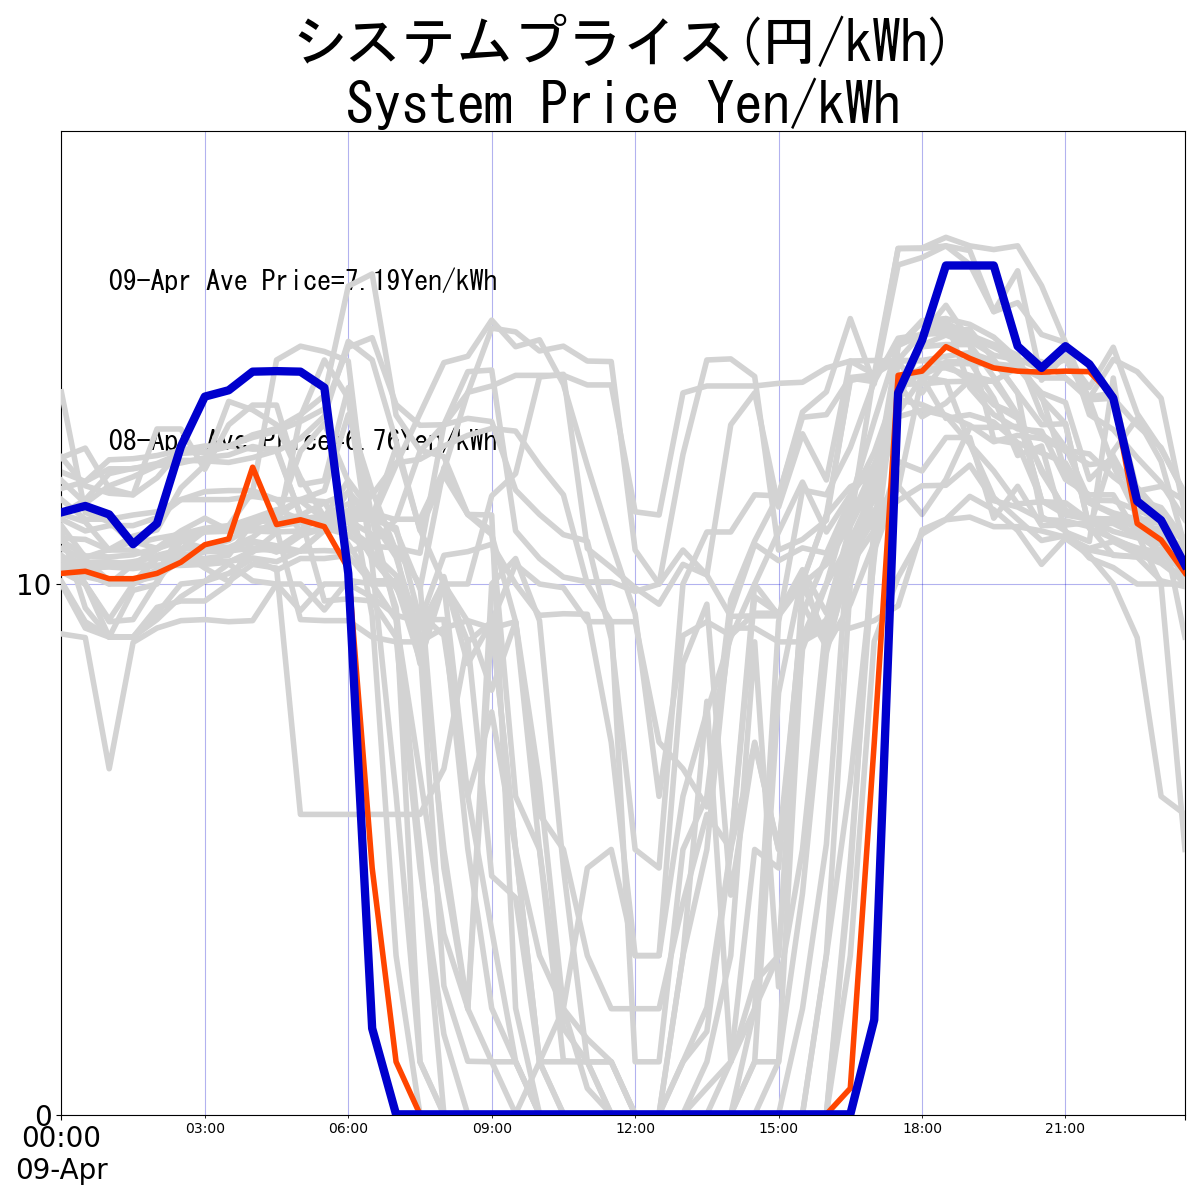 システムプライス(円/kWh)
System Price Yen/kWh
09-Apr Ave Price=7.19Yen/kWh
08-Apr Ave Price=6.76Yen/kWh
10
0
00:00 03:00 06:00 09:00 12:00 15:00 18:00 21:00
09-Apr